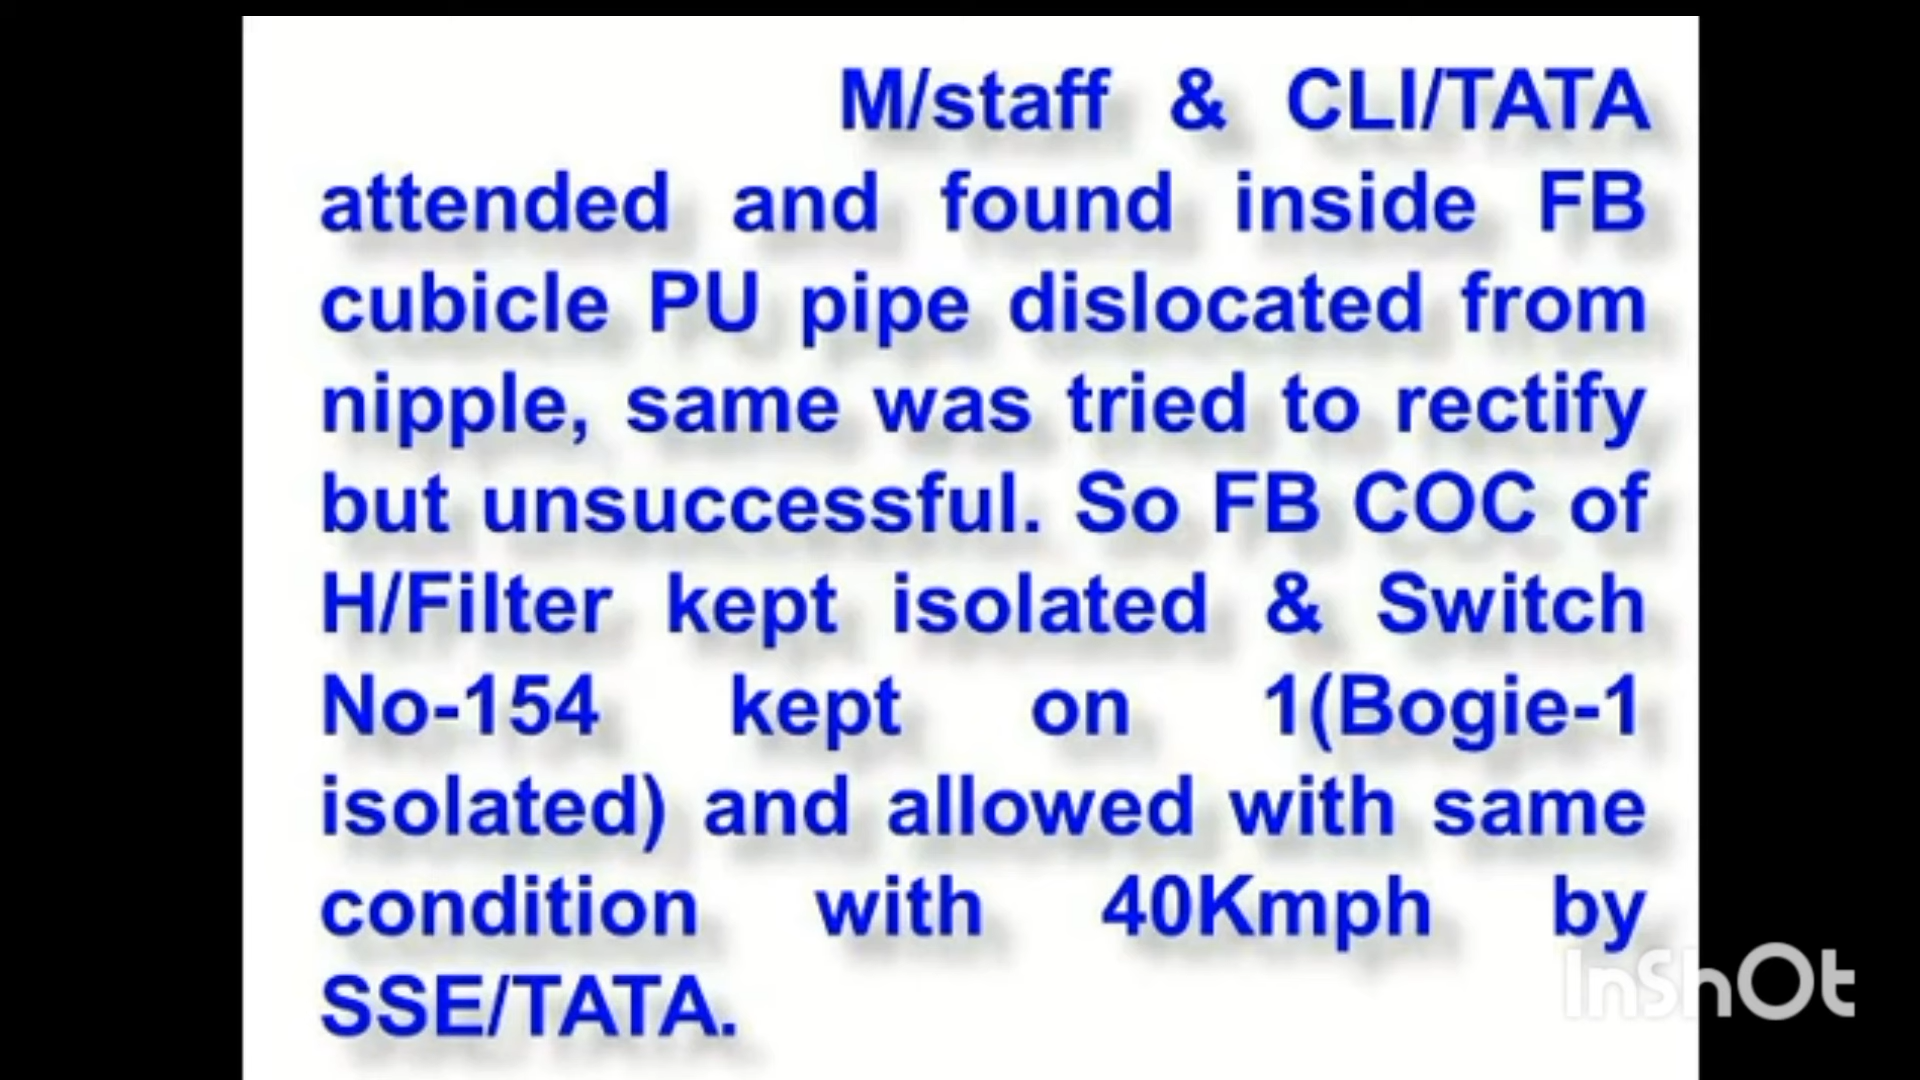 M/staff & CLI/TATA
attended and found inside FB
cubicle PU pipe dislocated from
nipple, same was tried to rectify
but unsuccessful. So FB COC of
H/Filter kept isolated & Switch
No-154 kept on 1(Bogie-1
isolated) and allowed with same
condition with 40Kmph by
SSE/TATA.
InShOt